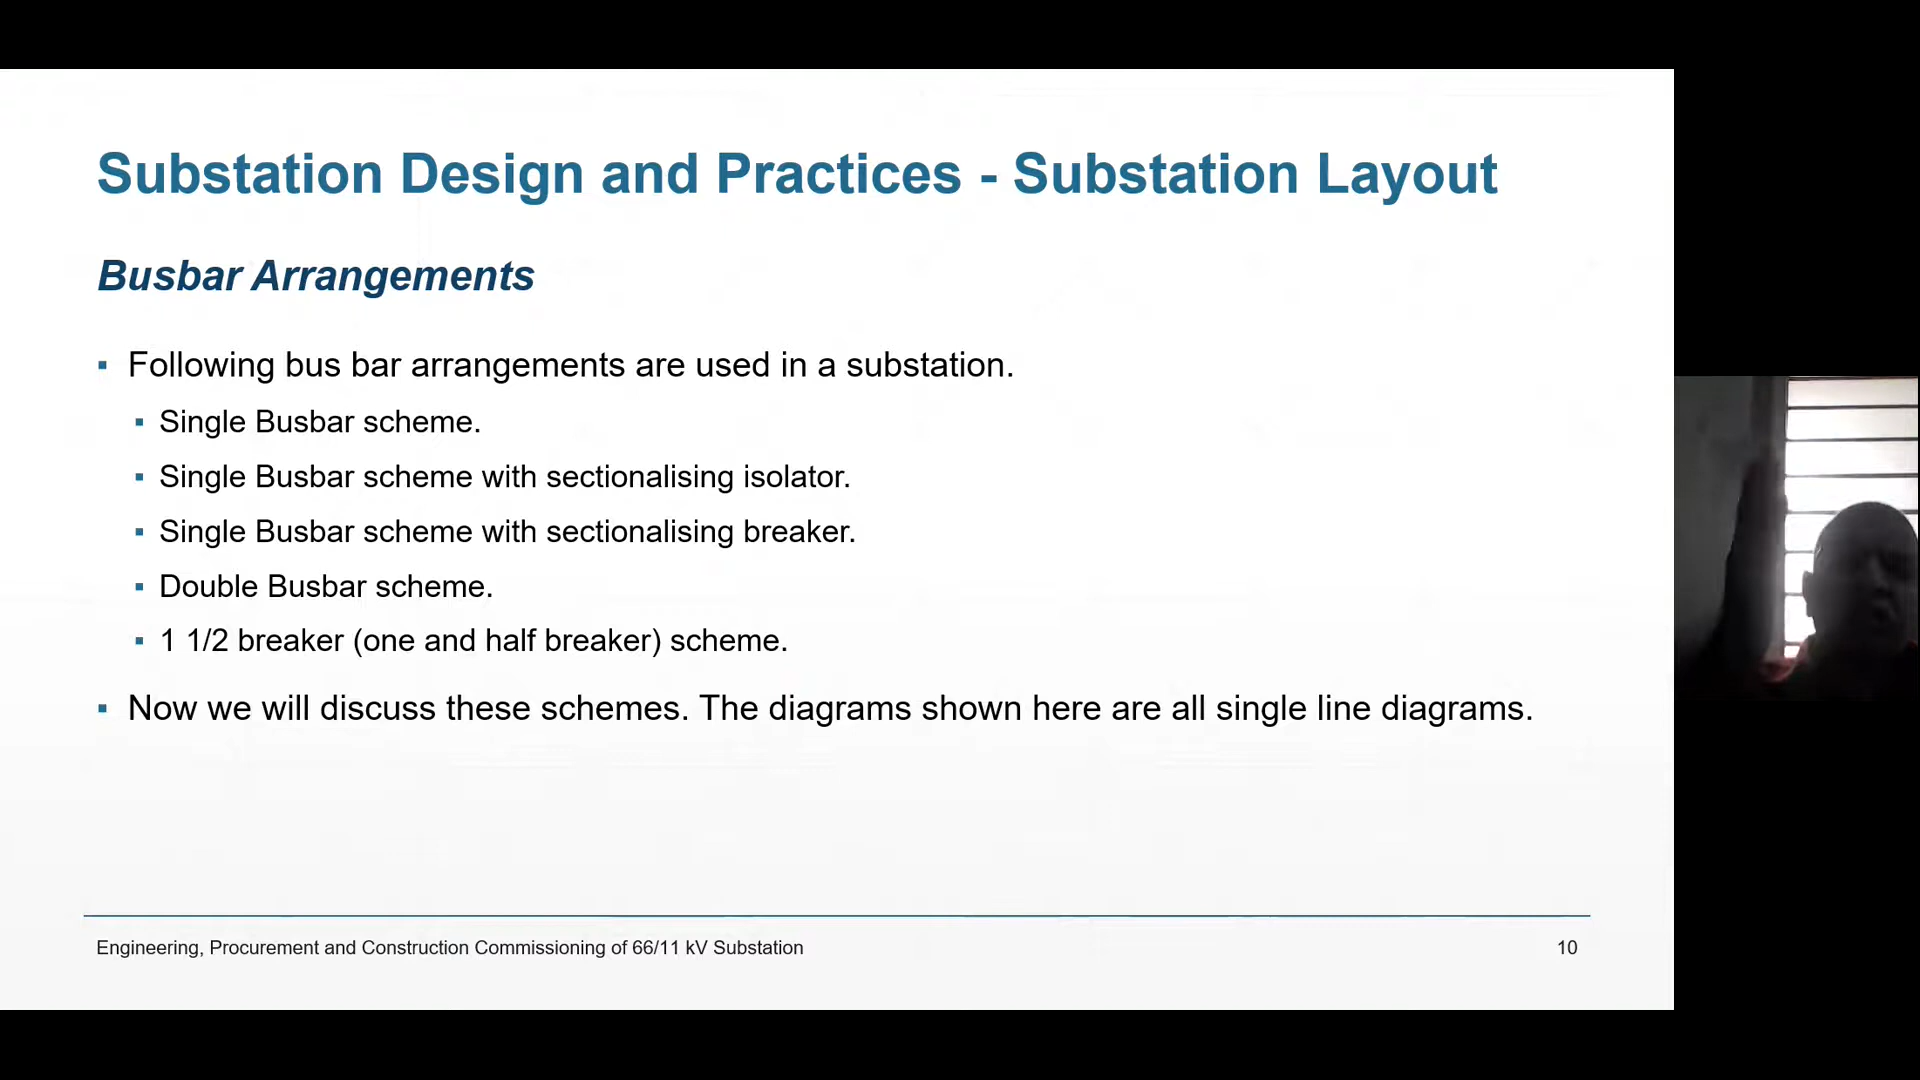 Substation Design and Practices - Substation Layout
Busbar Arrangements
▪ Following bus bar arrangements are used in a substation.
▪ Single Busbar scheme.
▪ Single Busbar scheme with sectionalising isolator.
▪ Single Busbar scheme with sectionalising breaker.
▪ Double Busbar scheme.
▪ 1 1/2 breaker (one and half breaker) scheme.
▪ Now we will discuss these schemes. The diagrams shown here are all single line diagrams.
Engineering, Procurement and Construction Commissioning of 66/11 kV Substation
10